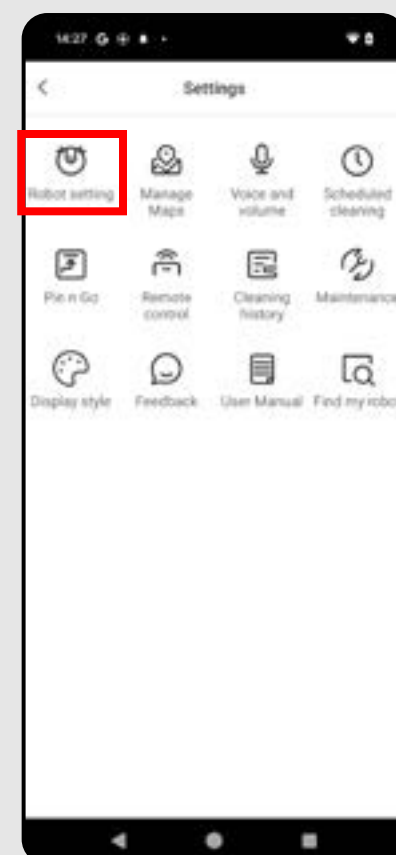 14:27 G
Settings
Robot setting
Manage Maps
Voice and volume
Scheduled cleaning
Pin n Go
Remote control
Cleaning history
Maintenance
Display style
Feedback
User Manual
Find my robo